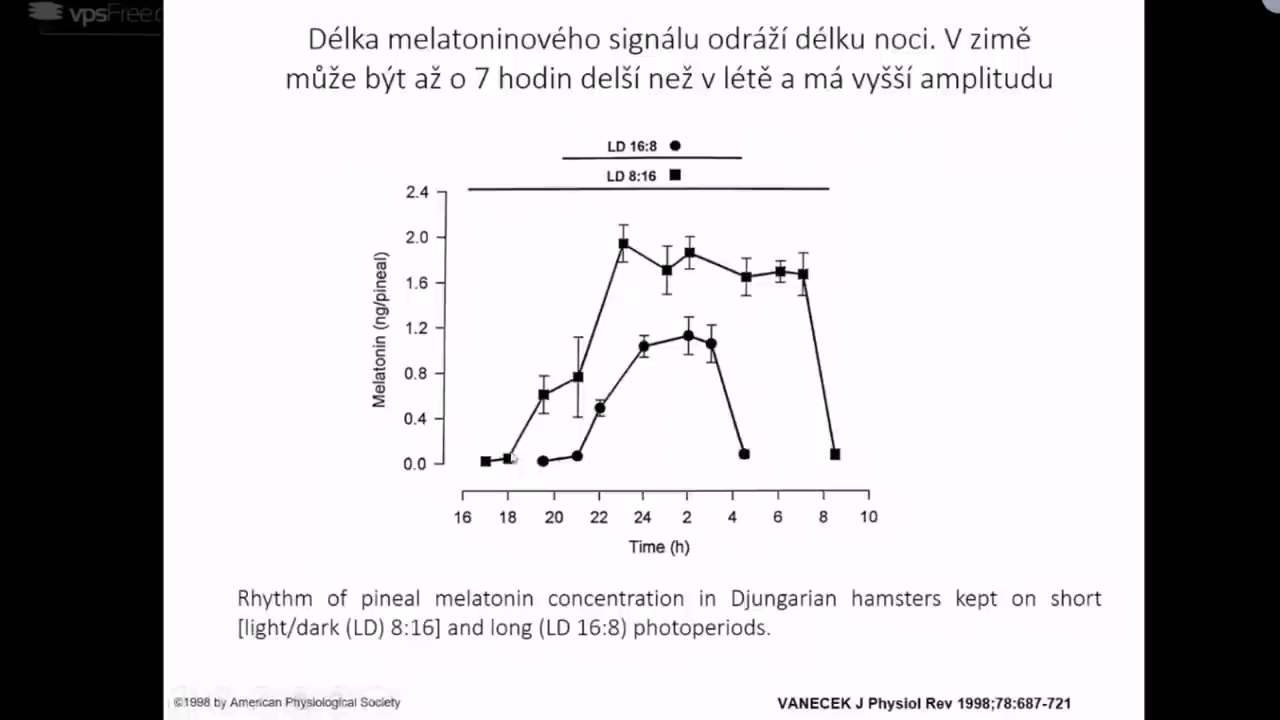 vpsFree.c
Délka melatoninového signálu odráží délku noci. V zimě
může být až o 7 hodin delší než v létě a má vyšší amplitudu
LD 16:8
LD 8:16
2.4
2.0
1.6
1.2
0.8
0.4
0.0
Melatonin (ng/pineal)
16 18 20 22 24 2 4 6 8 10
Time (h)
Rhythm of pineal melatonin concentration in Djungarian hamsters kept on short
[light/dark (LD) 8:16] and long (LD 16:8) photoperiods.
©1998 by American Physiological Society
VANECEK J Physiol Rev 1998;78:687-721